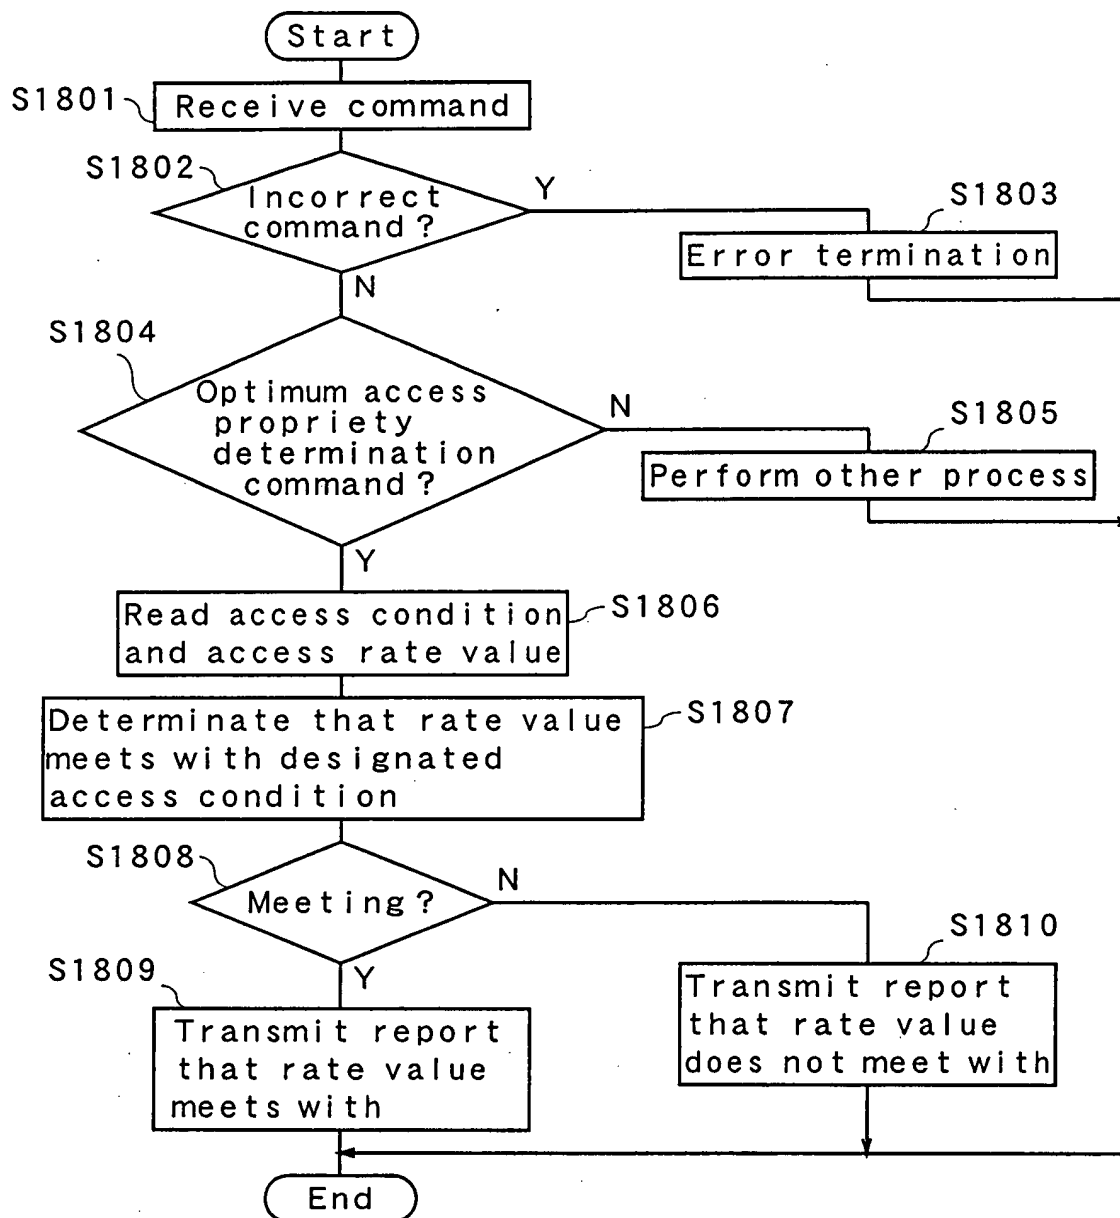 Start
S1801
Receive command
S1802
Incorrect
command?
Y
S1803
Error termination
N
S1804
Optimum access
propriety
determination
command?
N
S1805
Perform other process
Y
Read access condition
and access rate value
S1806
Determinate that rate value
meets with designated
access condition
S1807
S1808
Meeting?
N
S1810
Transmit report
that rate value
does not meet with
Y
S1809
Transmit report
that rate value
meets with
End